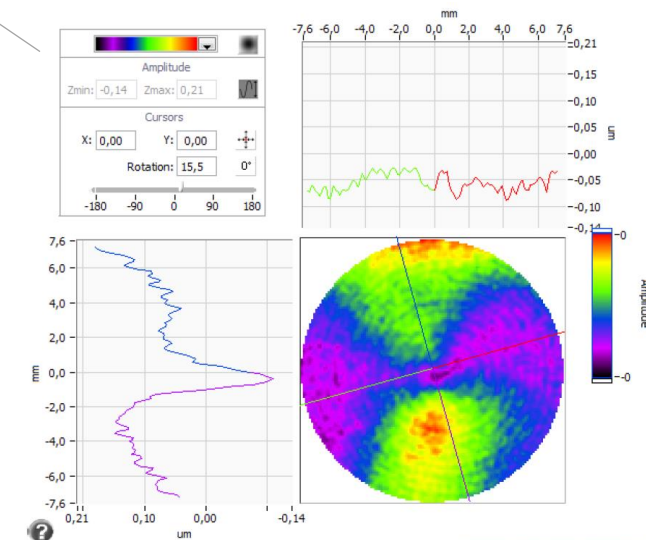 Amplitude
Zmin: -0,14 Zmax: 0,21
Cursors
X: 0,00 Y: 0,00
Rotation: 15,5 0°
-180 -90 0 90 180
mm
-7,6 -6,0 -4,0 -2,0 0,0 2,0 4,0 6,0 7,6
0,21
0,15
0,10
0,05
0,00
-0,05
-0,10
-0,14
um
7,6
6,0
4,0
2,0
0,0
-2,0
-4,0
-6,0
-7,6
mm
0,21 0,10 0,00 -0,14
um
-0
Amplitude
-0
?